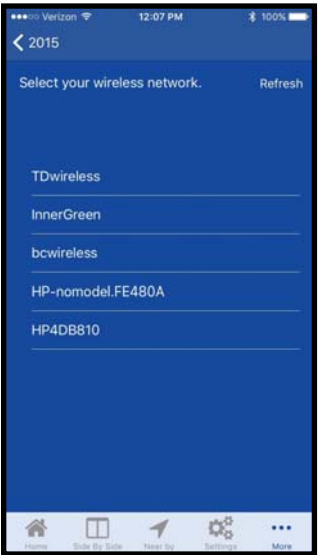 Verizon 12:07 PM 100%
2015
Select your wireless network. Refresh
TDwireless
InnerGreen
bcwireless
HP-nomodel.FE480A
HP4DB810
Home Side By Side Near by Settings More